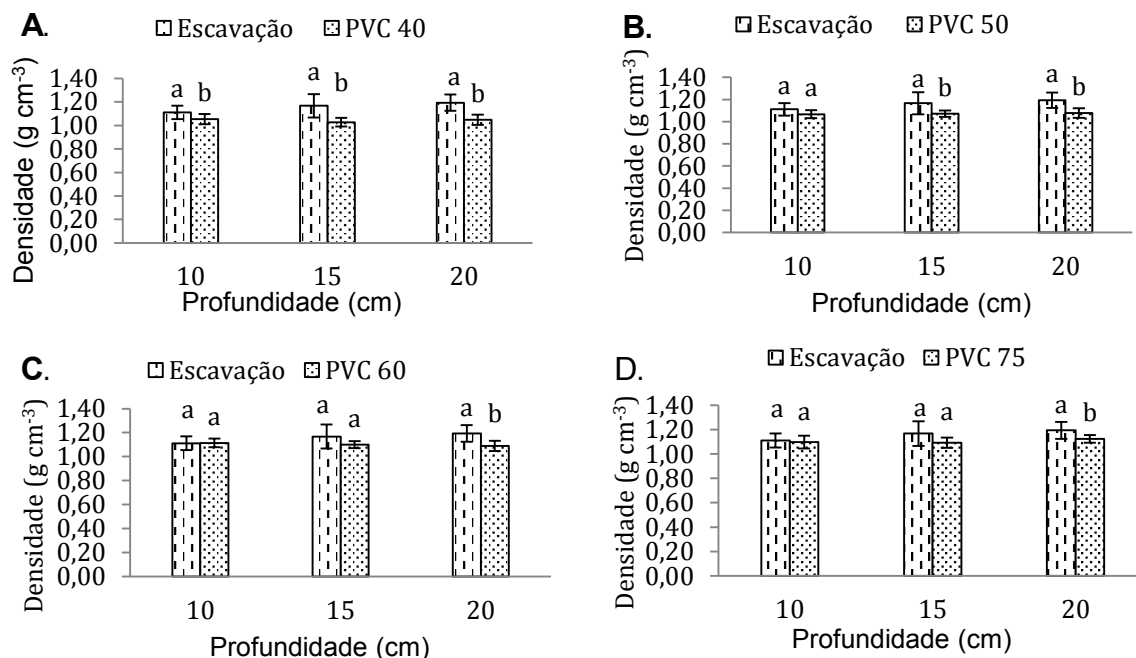 A.
Escavação PVC 40
Densidade (g cm-3)
1,40
1,20
1,00
0,80
0,60
0,40
0,20
0,00
a b a b a b
10 15 20
Profundidade (cm)
B.
Escavação PVC 50
Densidade (g cm-3)
1,40
1,20
1,00
0,80
0,60
0,40
0,20
0,00
a a a b a b
10 15 20
Profundidade (cm)
C.
Escavação PVC 60
Densidade (g cm-3)
1,40
1,20
1,00
0,80
0,60
0,40
0,20
0,00
a a a a a b
10 15 20
Profundidade (cm)
D.
Escavação PVC 75
Densidade (g cm-3)
1,40
1,20
1,00
0,80
0,60
0,40
0,20
0,00
a a a a a b
10 15 20
Profundidade (cm)